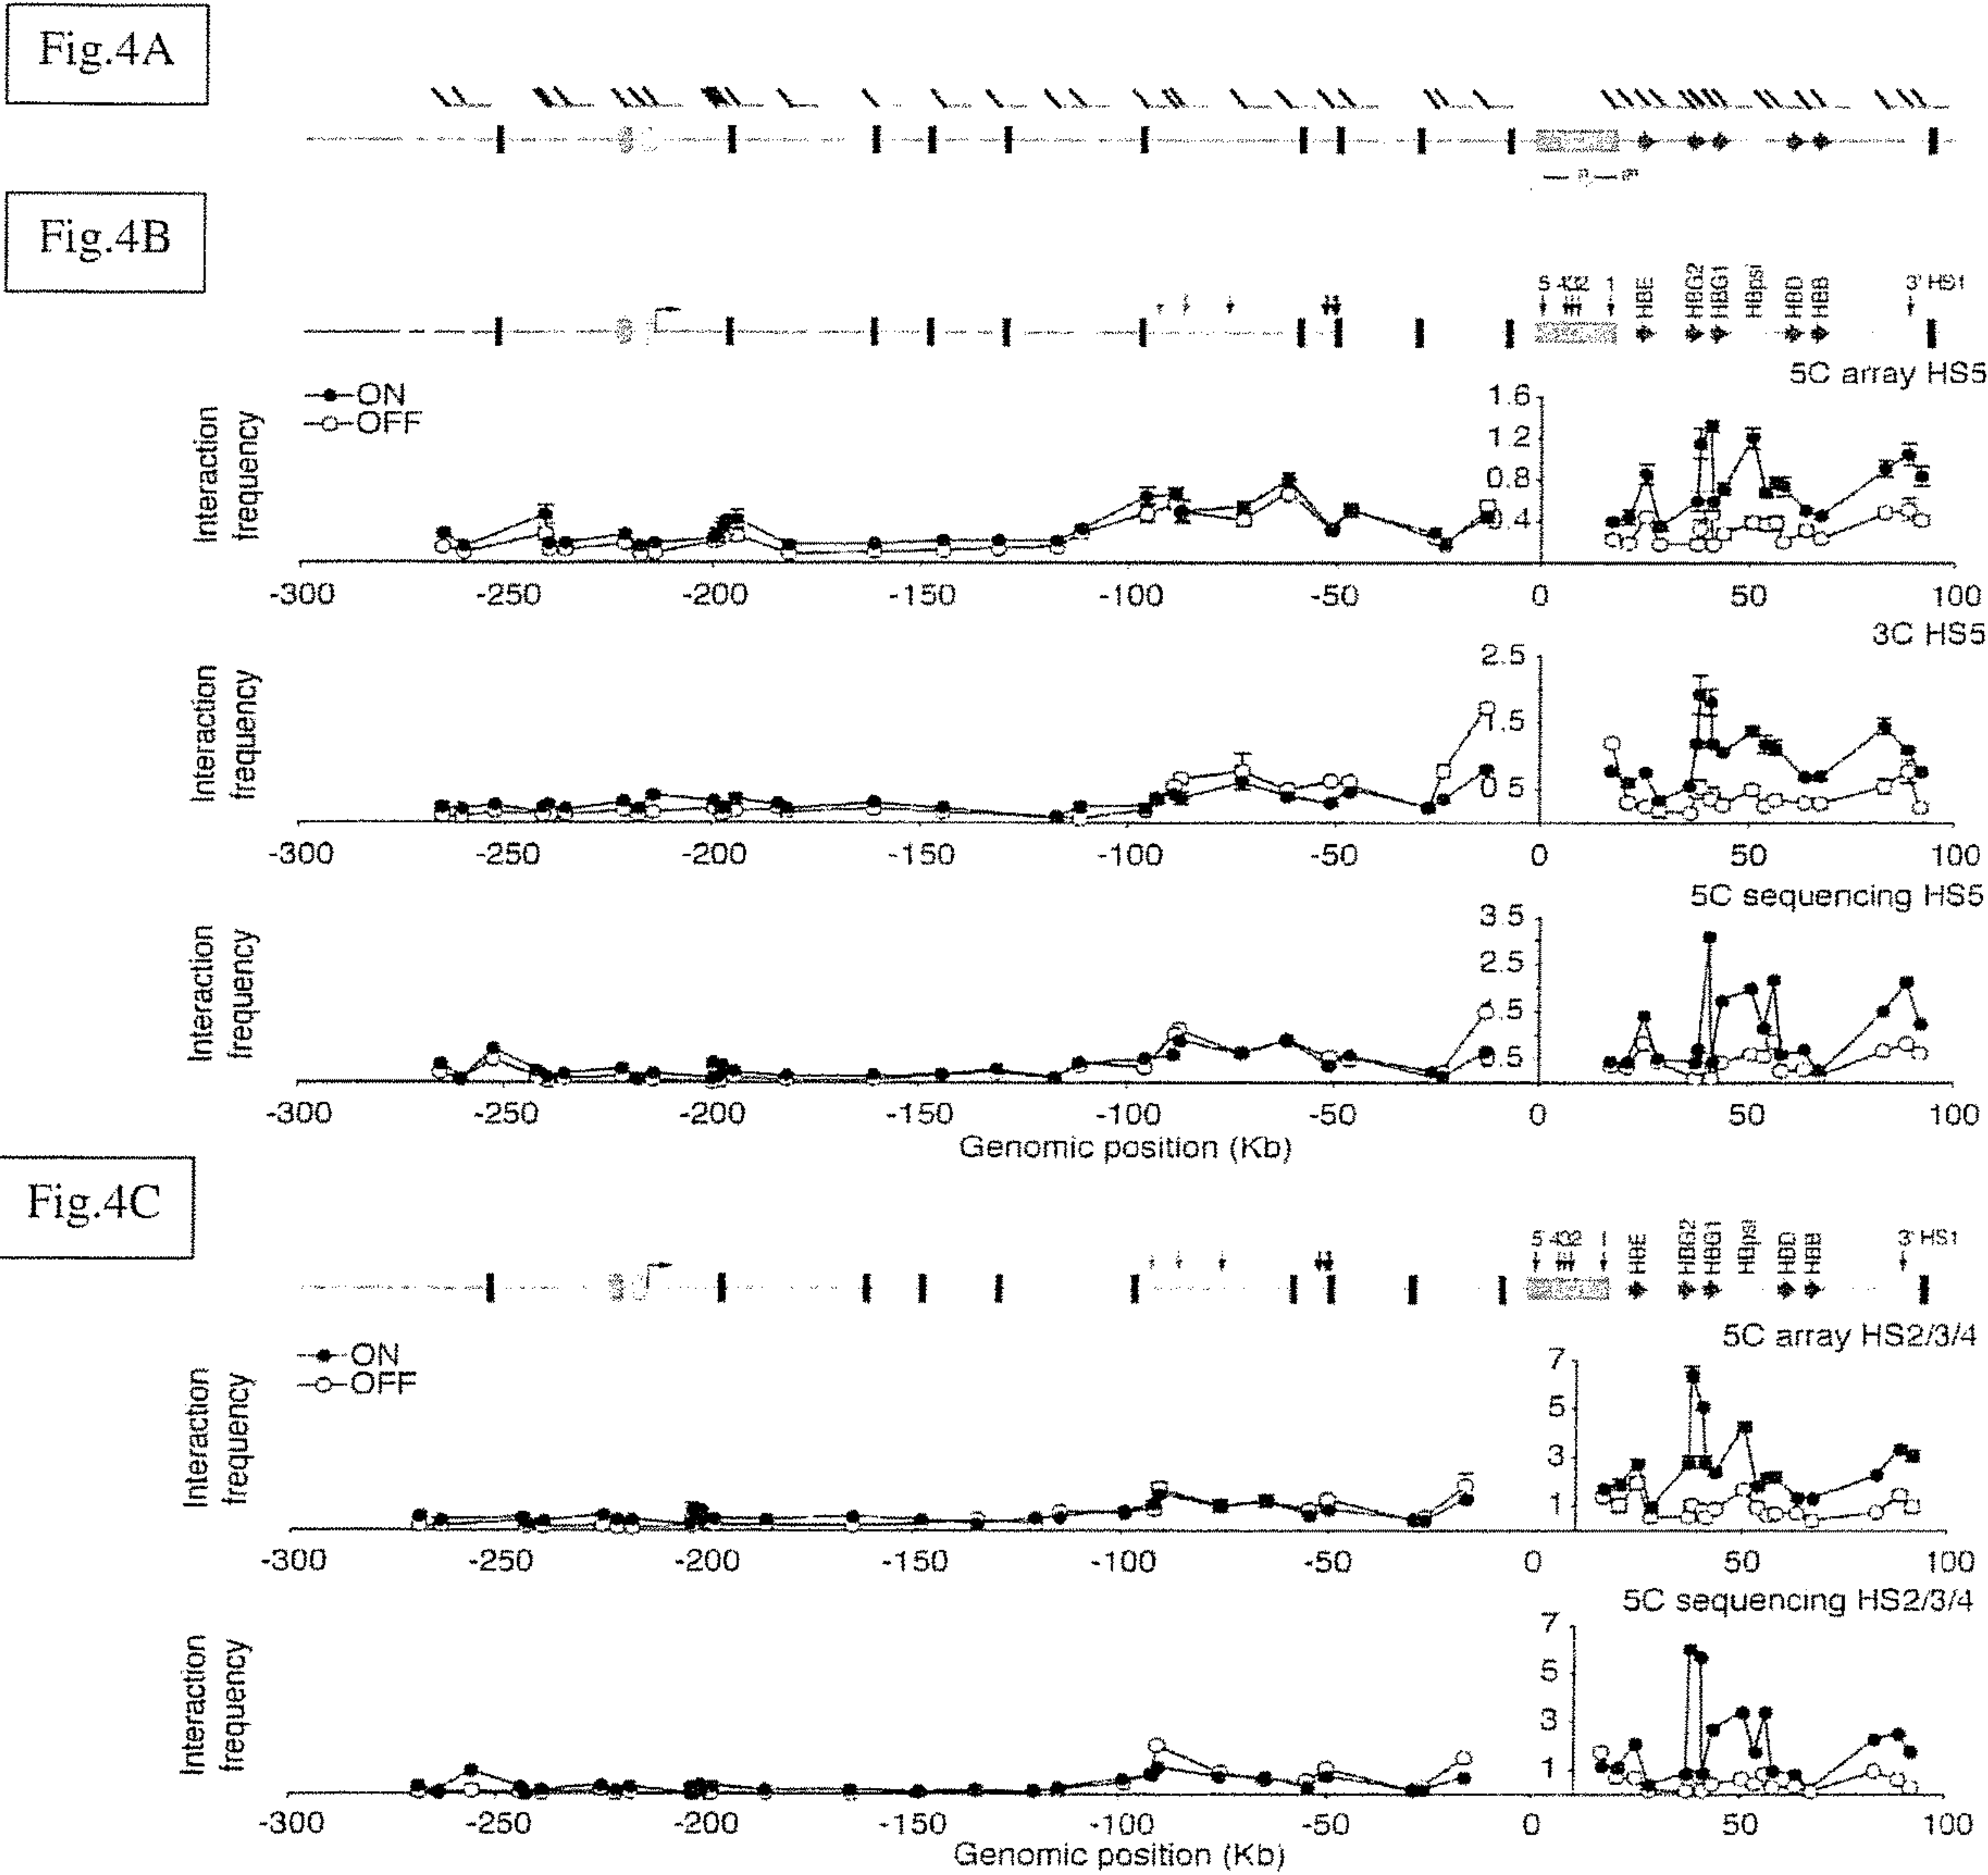 Fig.4A
Fig.4B
5 432 1 HBE HBG2 HBG1 HBpsi HBD HBB 3' HS1
5C array HS5
ON
OFF
Interaction frequency
1.6
1.2
0.8
0.4
-300 -250 -200 -150 -100 -50 0 50 100
3C HS5
Interaction frequency
2.5
1.5
0.5
-300 -250 -200 -150 -100 -50 0 50 100
5C sequencing HS5
Interaction frequency
3.5
2.5
1.5
0.5
-300 -250 -200 -150 -100 -50 0 50 100
Genomic position (Kb)
Fig.4C
5 432 1 HBE HBG2 HBG1 HBpsi HBD HBB 3' HS1
5C array HS2/3/4
ON
OFF
Interaction frequency
7
5
3
1
-300 -250 -200 -150 -100 -50 0 50 100
5C sequencing HS2/3/4
Interaction frequency
7
5
3
1
-300 -250 -200 -150 -100 -50 0 50 100
Genomic position (Kb)